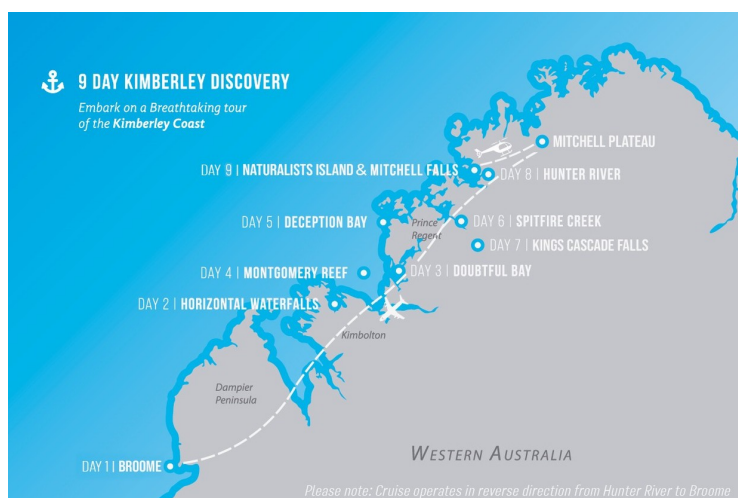 9 DAY KIMBERLEY DISCOVERY
Embark on a Breathtaking tour
of the Kimberley Coast
MITCHELL PLATEAU
DAY 9 | NATURALISTS ISLAND & MITCHELL FALLS
DAY 8 | HUNTER RIVER
DAY 5 | DECEPTION BAY
Prince
Regent
DAY 6 | SPITFIRE CREEK
DAY 7 | KINGS CASCADE FALLS
DAY 4 | MONTGOMERY REEF
DAY 3 | DOUBTFUL BAY
DAY 2 | HORIZONTAL WATERFALLS
Kimbolton
Dampier
Peninsula
WESTERN AUSTRALIA
DAY 1 | BROOME
Please note: Cruise operates in reverse direction from Hunter River to Broome